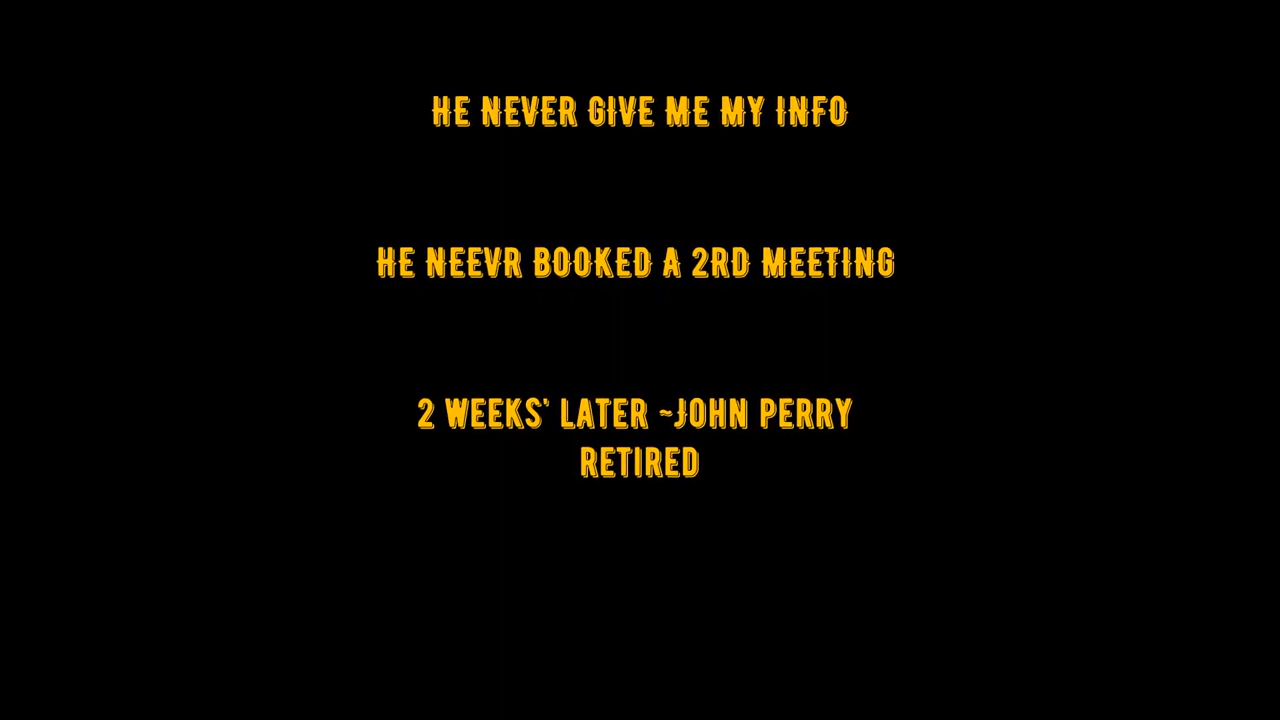 HE NEVER GIVE ME MY INFO
HE NEEVR BOOKED A 2RD MEETING
2 WEEKS' LATER ~JOHN PERRY
RETIRED